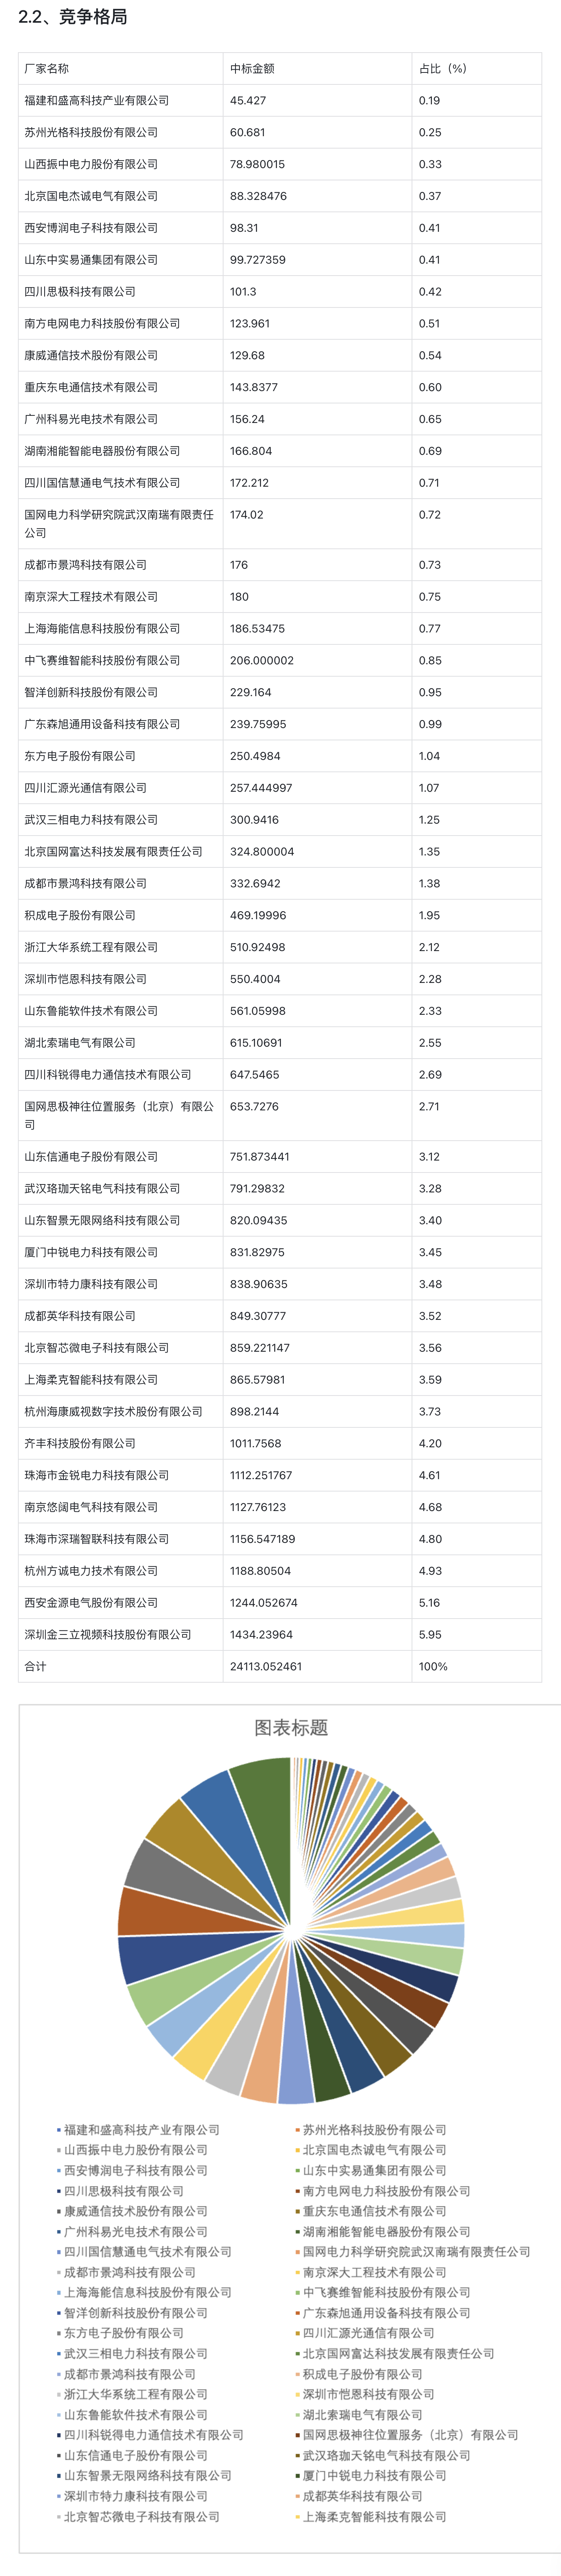 2.2、竞争格局
厂家名称 中标金额 占比（%）
福建和盛高科技产业有限公司 45.427 0.19
苏州光格科技股份有限公司 60.681 0.25
山西振中电力股份有限公司 78.980015 0.33
北京国电杰诚电气有限公司 88.328476 0.37
西安博润电子科技有限公司 98.31 0.41
山东中实易通集团有限公司 99.727359 0.41
四川思极科技有限公司 101.3 0.42
南方电网电力科技股份有限公司 123.961 0.51
康威通信技术股份有限公司 129.68 0.54
重庆东电通信技术有限公司 143.8377 0.60
广州科易光电技术有限公司 156.24 0.65
湖南湘能智能电器股份有限公司 166.804 0.69
四川国信慧通电气技术有限公司 172.212 0.71
国网电力科学研究院武汉南瑞有限责任 174.02 0.72
公司
成都市景鸿科技有限公司 176 0.73
南京深大工程技术有限公司 180 0.75
上海海能信息科技股份有限公司 186.53475 0.77
中飞赛维智能科技股份有限公司 206.000002 0.85
智洋创新科技股份有限公司 229.164 0.95
广东森旭通用设备科技有限公司 239.75995 0.99
东方电子股份有限公司 250.4984 1.04
四川汇源光通信有限公司 257.444997 1.07
武汉三相电力科技有限公司 300.9416 1.25
北京国网富达科技发展有限责任公司 324.800004 1.35
成都市景鸿科技有限公司 332.6942 1.38
积成电子股份有限公司 469.19996 1.95
浙江大华系统工程有限公司 510.92498 2.12
深圳市恺恩科技有限公司 550.4004 2.28
山东鲁能软件技术有限公司 561.05998 2.33
湖北索瑞电气有限公司 615.10691 2.55
四川科锐得电力通信技术有限公司 647.5465 2.69
国网思极神往位置服务（北京）有限公 653.7276 2.71
司
山东信通电子股份有限公司 751.873441 3.12
武汉珞珈天铭电气科技有限公司 791.29832 3.28
山东智景无限网络科技有限公司 820.09435 3.40
厦门中锐电力科技有限公司 831.82975 3.45
深圳市特力康科技有限公司 838.90635 3.48
成都英华科技有限公司 849.30777 3.52
北京智芯微电子科技有限公司 859.221147 3.56
上海柔克智能科技有限公司 865.57981 3.59
杭州海康威视数字技术股份有限公司 898.2144 3.73
齐丰科技股份有限公司 1011.7568 4.20
珠海市金锐电力科技有限公司 1112.251767 4.61
南京悠阔电气科技有限公司 1127.76123 4.68
珠海市深瑞智联科技有限公司 1156.547189 4.80
杭州方诚电力技术有限公司 1188.80504 4.93
西安金源电气股份有限公司 1244.052674 5.16
深圳金三立视频科技股份有限公司 1434.23964 5.95
合计 24113.052461 100%
图表标题
福建和盛高科技产业有限公司 苏州光格科技股份有限公司
山西振中电力股份有限公司 北京国电杰诚电气有限公司
西安博润电子科技有限公司 山东中实易通集团有限公司
四川思极科技有限公司 南方电网电力科技股份有限公司
康威通信技术股份有限公司 重庆东电通信技术有限公司
广州科易光电技术有限公司 湖南湘能智能电器股份有限公司
四川国信慧通电气技术有限公司 国网电力科学研究院武汉南瑞有限责任公司
成都市景鸿科技有限公司 南京深大工程技术有限公司
上海海能信息科技股份有限公司 中飞赛维智能科技股份有限公司
智洋创新科技股份有限公司 广东森旭通用设备科技有限公司
东方电子股份有限公司 四川汇源光通信有限公司
武汉三相电力科技有限公司 北京国网富达科技发展有限责任公司
成都市景鸿科技有限公司 积成电子股份有限公司
浙江大华系统工程有限公司 深圳市恺恩科技有限公司
山东鲁能软件技术有限公司 湖北索瑞电气有限公司
四川科锐得电力通信技术有限公司 国网思极神往位置服务（北京）有限公司
山东信通电子股份有限公司 武汉珞珈天铭电气科技有限公司
山东智景无限网络科技有限公司 厦门中锐电力科技有限公司
深圳市特力康科技有限公司 成都英华科技有限公司
北京智芯微电子科技有限公司 上海柔克智能科技有限公司